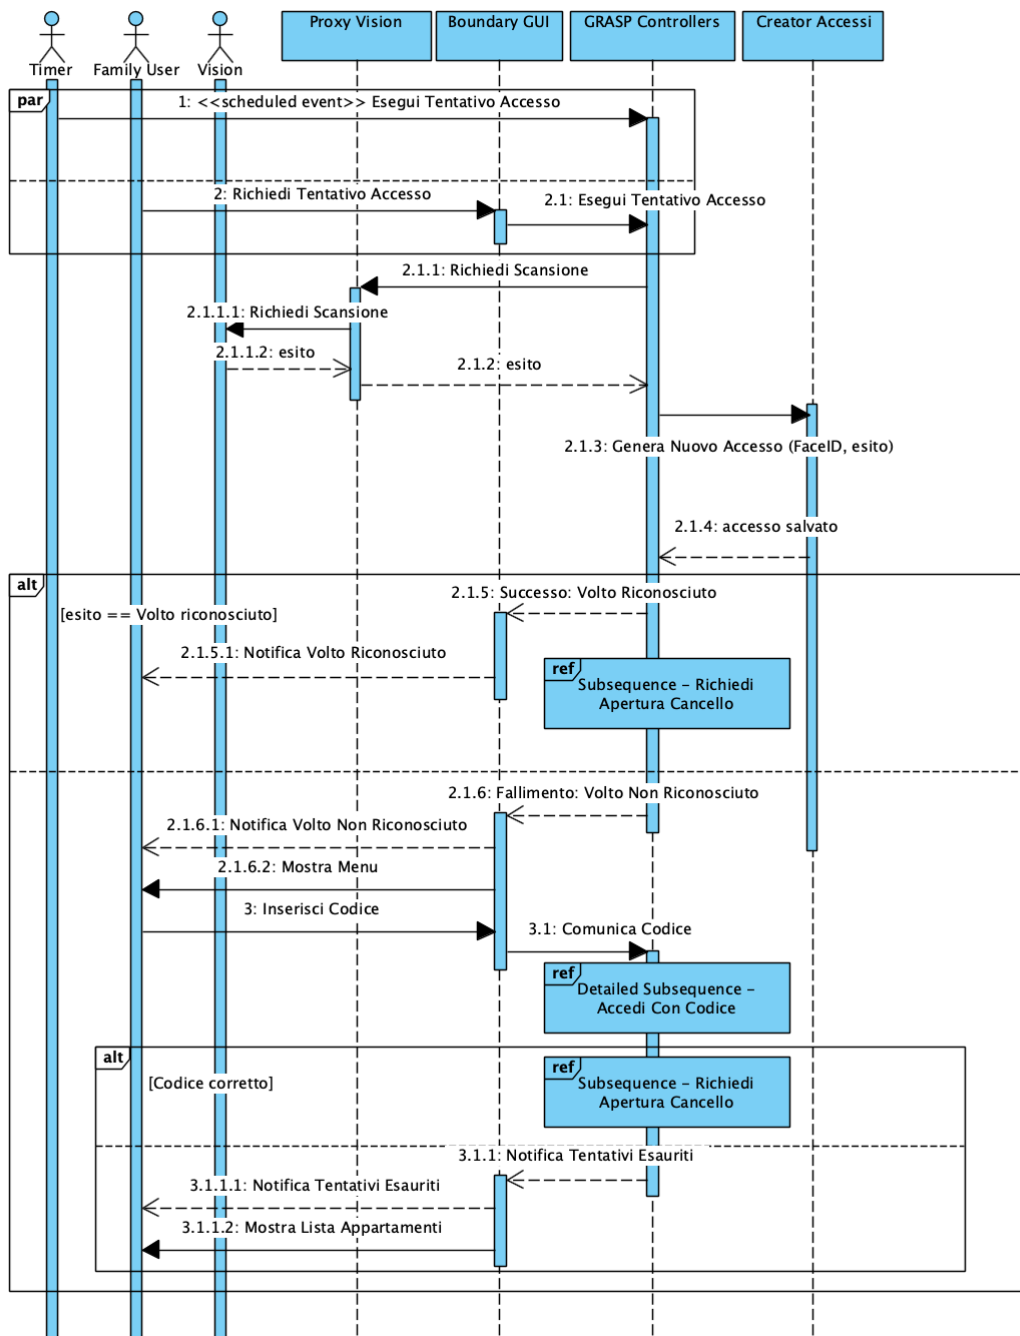 Proxy Vision
Boundary GUI
GRASP Controllers
Creator Accessi
Timer
Family User
Vision
par
1: <<scheduled event>> Esegui Tentativo Accesso
2: Richiedi Tentativo Accesso
2.1: Esegui Tentativo Accesso
2.1.1: Richiedi Scansione
2.1.1.1: Richiedi Scansione
2.1.1.2: esito
2.1.2: esito
2.1.3: Genera Nuovo Accesso (FaceID, esito)
2.1.4: accesso salvato
alt
[esito == Volto riconosciuto]
2.1.5: Successo: Volto Riconosciuto
2.1.5.1: Notifica Volto Riconosciuto
ref
Subsequence - Richiedi
Apertura Cancello
2.1.6: Fallimento: Volto Non Riconosciuto
2.1.6.1: Notifica Volto Non Riconosciuto
2.1.6.2: Mostra Menu
3: Inserisci Codice
3.1: Comunica Codice
ref
Detailed Subsequence -
Accedi Con Codice
alt
[Codice corretto]
ref
Subsequence - Richiedi
Apertura Cancello
3.1.1: Notifica Tentativi Esauriti
3.1.1.1: Notifica Tentativi Esauriti
3.1.1.2: Mostra Lista Appartamenti